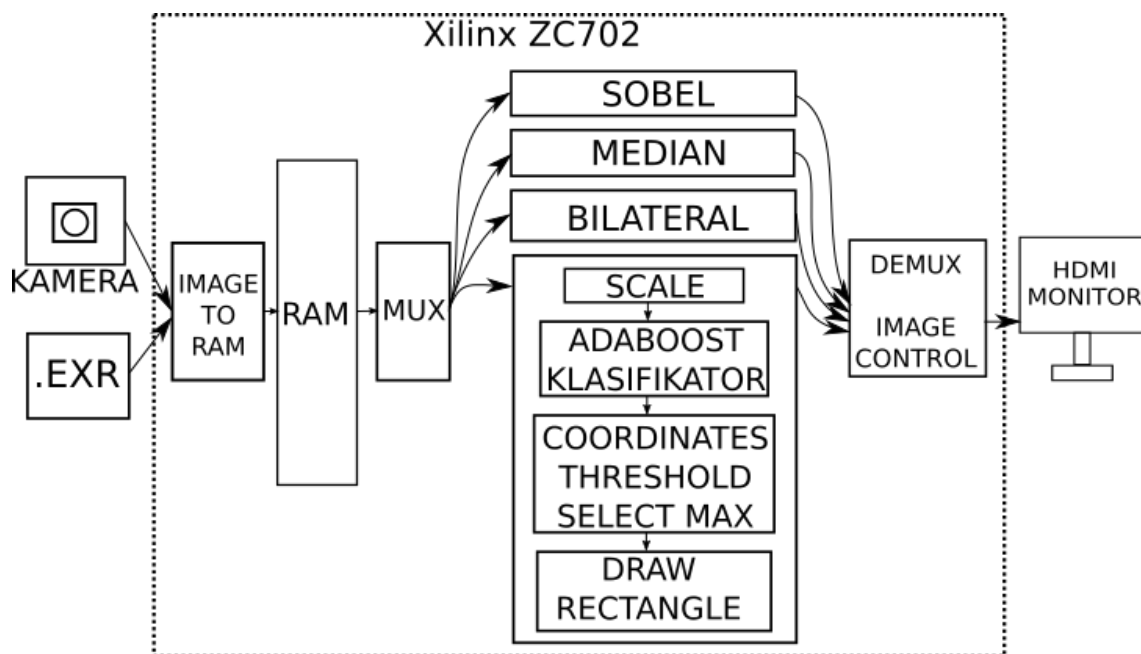 Xilinx ZC702
SOBEL
MEDIAN
BILATERAL
KAMERA
.EXR
IMAGE
TO
RAM
RAM
MUX
SCALE
ADABOOST
KLASIFIKATOR
COORDINATES
THRESHOLD
SELECT MAX
DRAW
RECTANGLE
DEMUX
IMAGE
CONTROL
HDMI
MONITOR